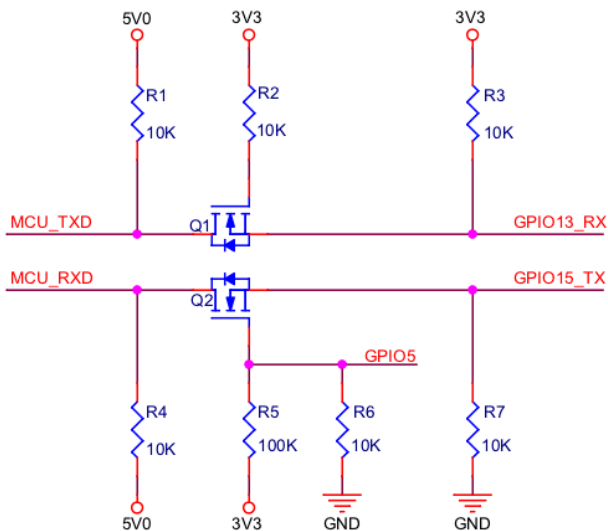 5V0 3V3 3V3
R1 R2 R3
10K 10K 10K
MCU_TXD Q1 GPIO13_RX
MCU_RXD GPIO15_TX
Q2
GPIO5
R4 R5 R6 R7
10K 100K 10K 10K
5V0 3V3 GND GND